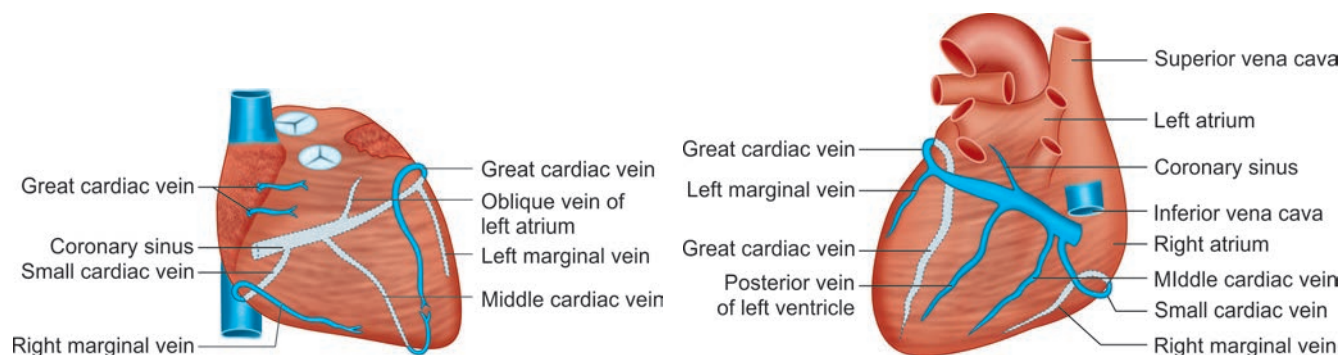 Great cardiac vein
Coronary sinus
Small cardiac vein
Right marginal vein
Great cardiac vein
Oblique vein of
left atrium
Left marginal vein
Middle cardiac vein
Great cardiac vein
Left marginal vein
Great cardiac vein
Posterior vein
of left ventricle
Superior vena cava
Left atrium
Coronary sinus
Inferior vena cava
Right atrium
MIddle cardiac vein
Small cardiac vein
Right marginal vein